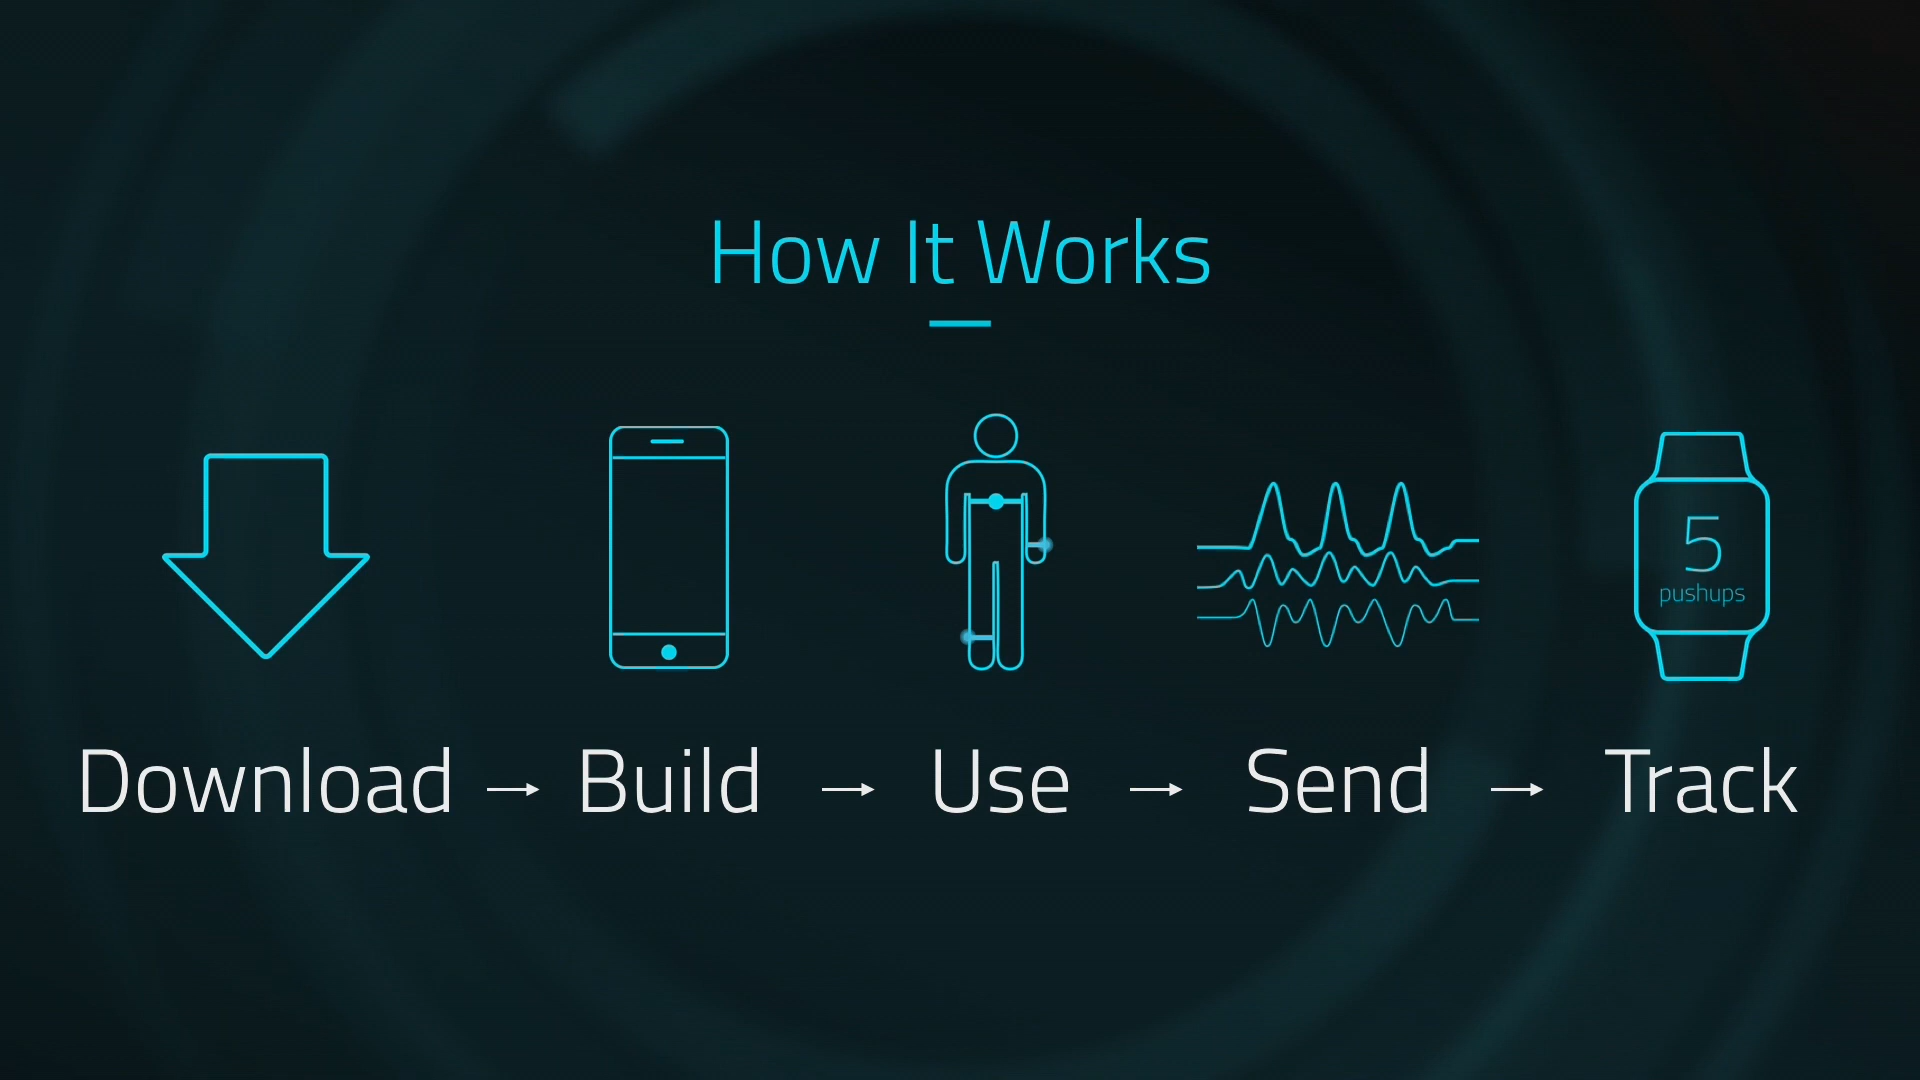 How It Works
5
pushups
Download → Build → Use → Send → Track